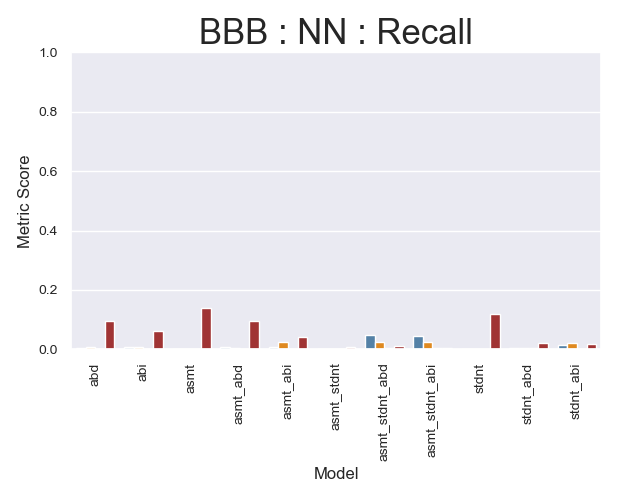 BBB : NN : Recall
1.0
0.8
0.6
0.4
0.2
0.0
Metric Score
abd
abi
asmt
asmt_abd
asmt_abi
asmt_stdnt
asmt_stdnt_abd
asmt_stdnt_abi
stdnt
stdnt_abd
stdnt_abi
Model